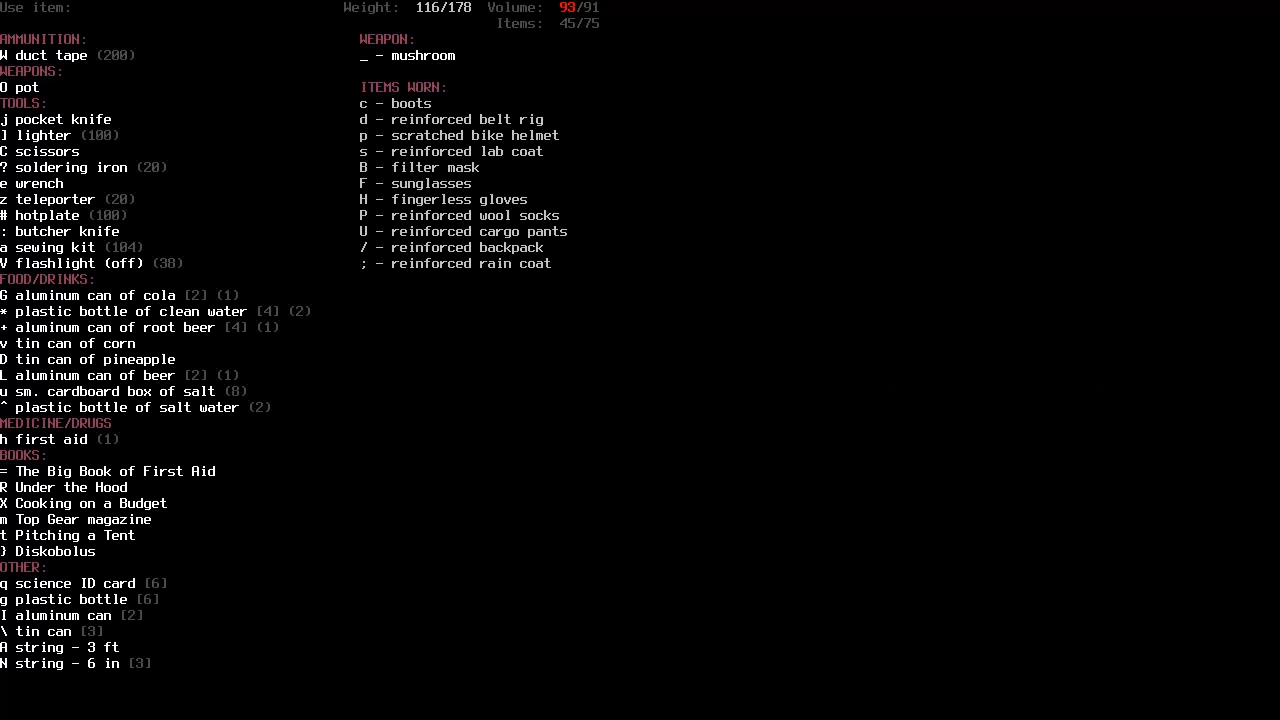 Use item: Weight: 116/178 Volume: 93/91
Items: 45/75
AMMUNITION:
W duct tape (200)
WEAPONS:
O pot
TOOLS:
j pocket knife
] lighter (100)
C scissors
? soldering iron (20)
e wrench
z teleporter (20)
# hotplate (100)
: butcher knife
a sewing kit (104)
V flashlight (off) (38)
FOOD/DRINKS:
G aluminum can of cola [2] (1)
* plastic bottle of clean water [4] (2)
+ aluminum can of root beer [4] (1)
v tin can of corn
D tin can of pineapple
L aluminum can of beer [2] (1)
u sm. cardboard box of salt (8)
^ plastic bottle of salt water (2)
MEDICINE/DRUGS
h first aid (1)
BOOKS:
= The Big Book of First Aid
R Under the Hood
X Cooking on a Budget
m Top Gear magazine
t Pitching a Tent
} Diskobolus
OTHER:
q science ID card [6]
g plastic bottle [6]
I aluminum can [2]
\ tin can [3]
A string - 3 ft
N string - 6 in [3]
WEAPON:
_ - mushroom
ITEMS WORN:
c - boots
d - reinforced belt rig
p - scratched bike helmet
s - reinforced lab coat
B - filter mask
F - sunglasses
H - fingerless gloves
P - reinforced wool socks
U - reinforced cargo pants
/ - reinforced backpack
; - reinforced rain coat